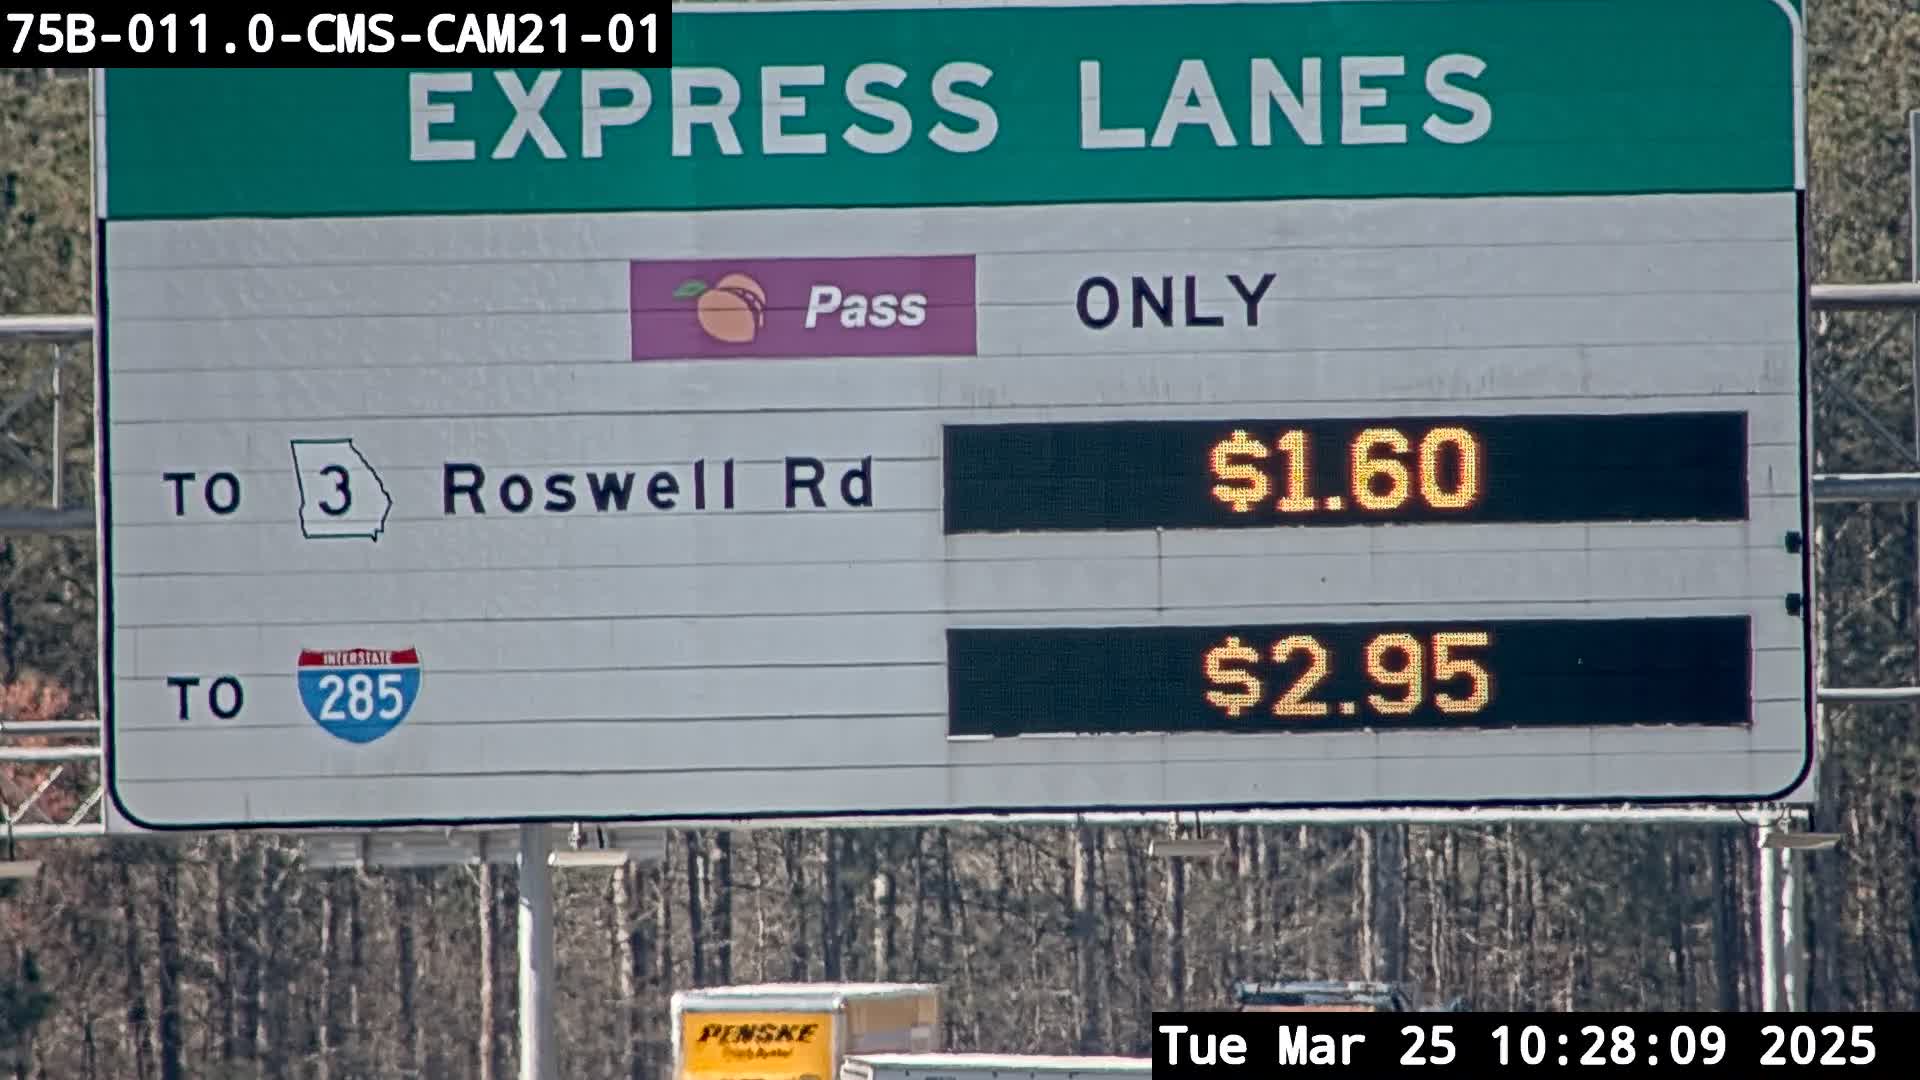 75B-011.0-CMS-CAM21-01
EXPRESS LANES
Pass ONLY
TO 3 Roswell Rd $1.60
INTERSTATE
TO 285 $2.95
PENSKE
Tue Mar 25 10:28:09 2025